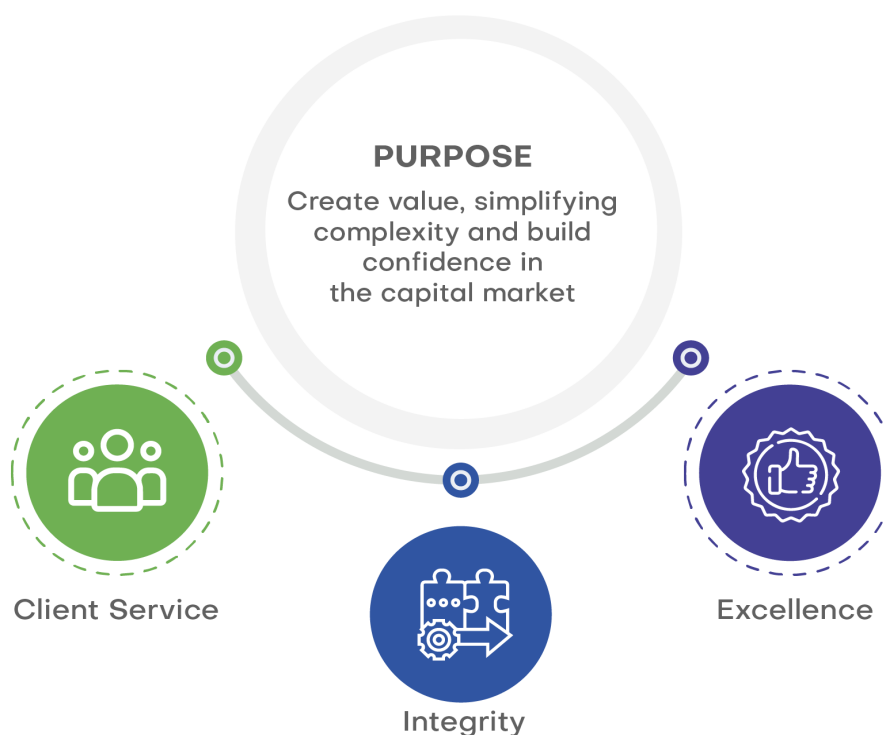 PURPOSE
Create value, simplifying
complexity and build
confidence in
the capital market
Client Service
Integrity
Excellence